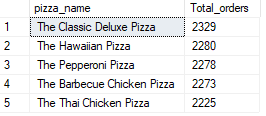 pizza_name Total_orders
1 The Classic Deluxe Pizza 2329
2 The Hawaiian Pizza 2280
3 The Pepperoni Pizza 2278
4 The Barbecue Chicken Pizza 2273
5 The Thai Chicken Pizza 2225